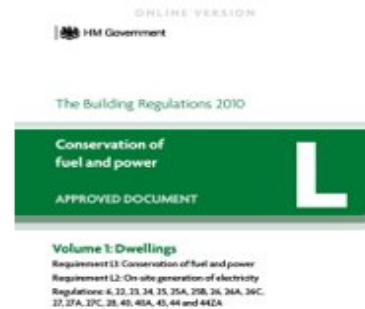 ONLINE VERSION
HM Government
The Building Regulations 2010
Conservation of
fuel and power
L
APPROVED DOCUMENT
Volume 1: Dwellings
Requirement L1: Conservation of fuel and power
Requirement L2: On-site generation of electricity
Regulations: 6, 22, 23, 24, 25, 25A, 25B, 26, 26A, 26C,
27, 27A, 27C, 28, 40, 40A, 43, 44 and 44ZA